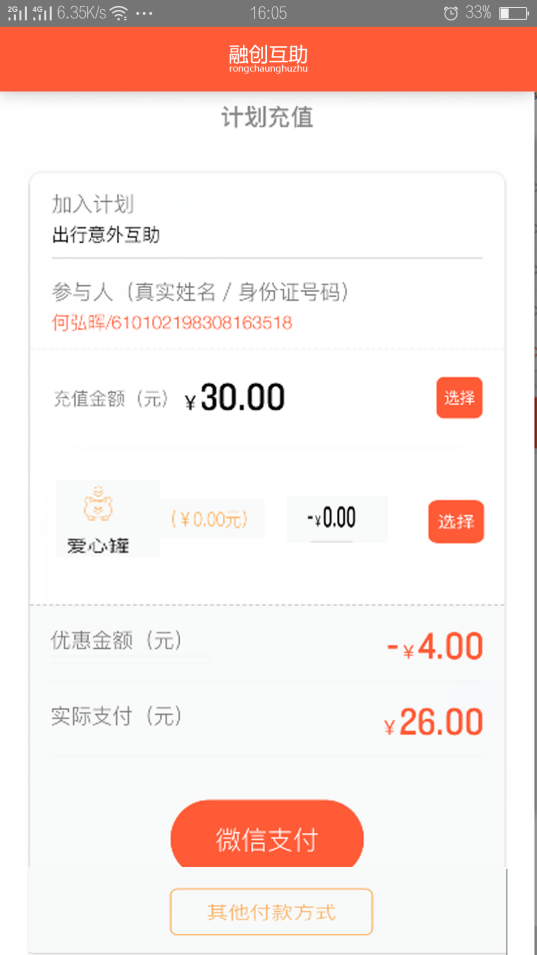 2G 4G 6.35K/s 16:05 33%
融创互助
rongchaunghuzhu
计划充值
加入计划
出行意外互助
参与人（真实姓名 / 身份证号码）
何弘晖/610102198308163518
充值金额（元） ¥30.00 选择
（¥0.00元） -¥0.00 选择
爱心罐
优惠金额（元） -¥4.00
实际支付（元） ¥26.00
微信支付
其他付款方式